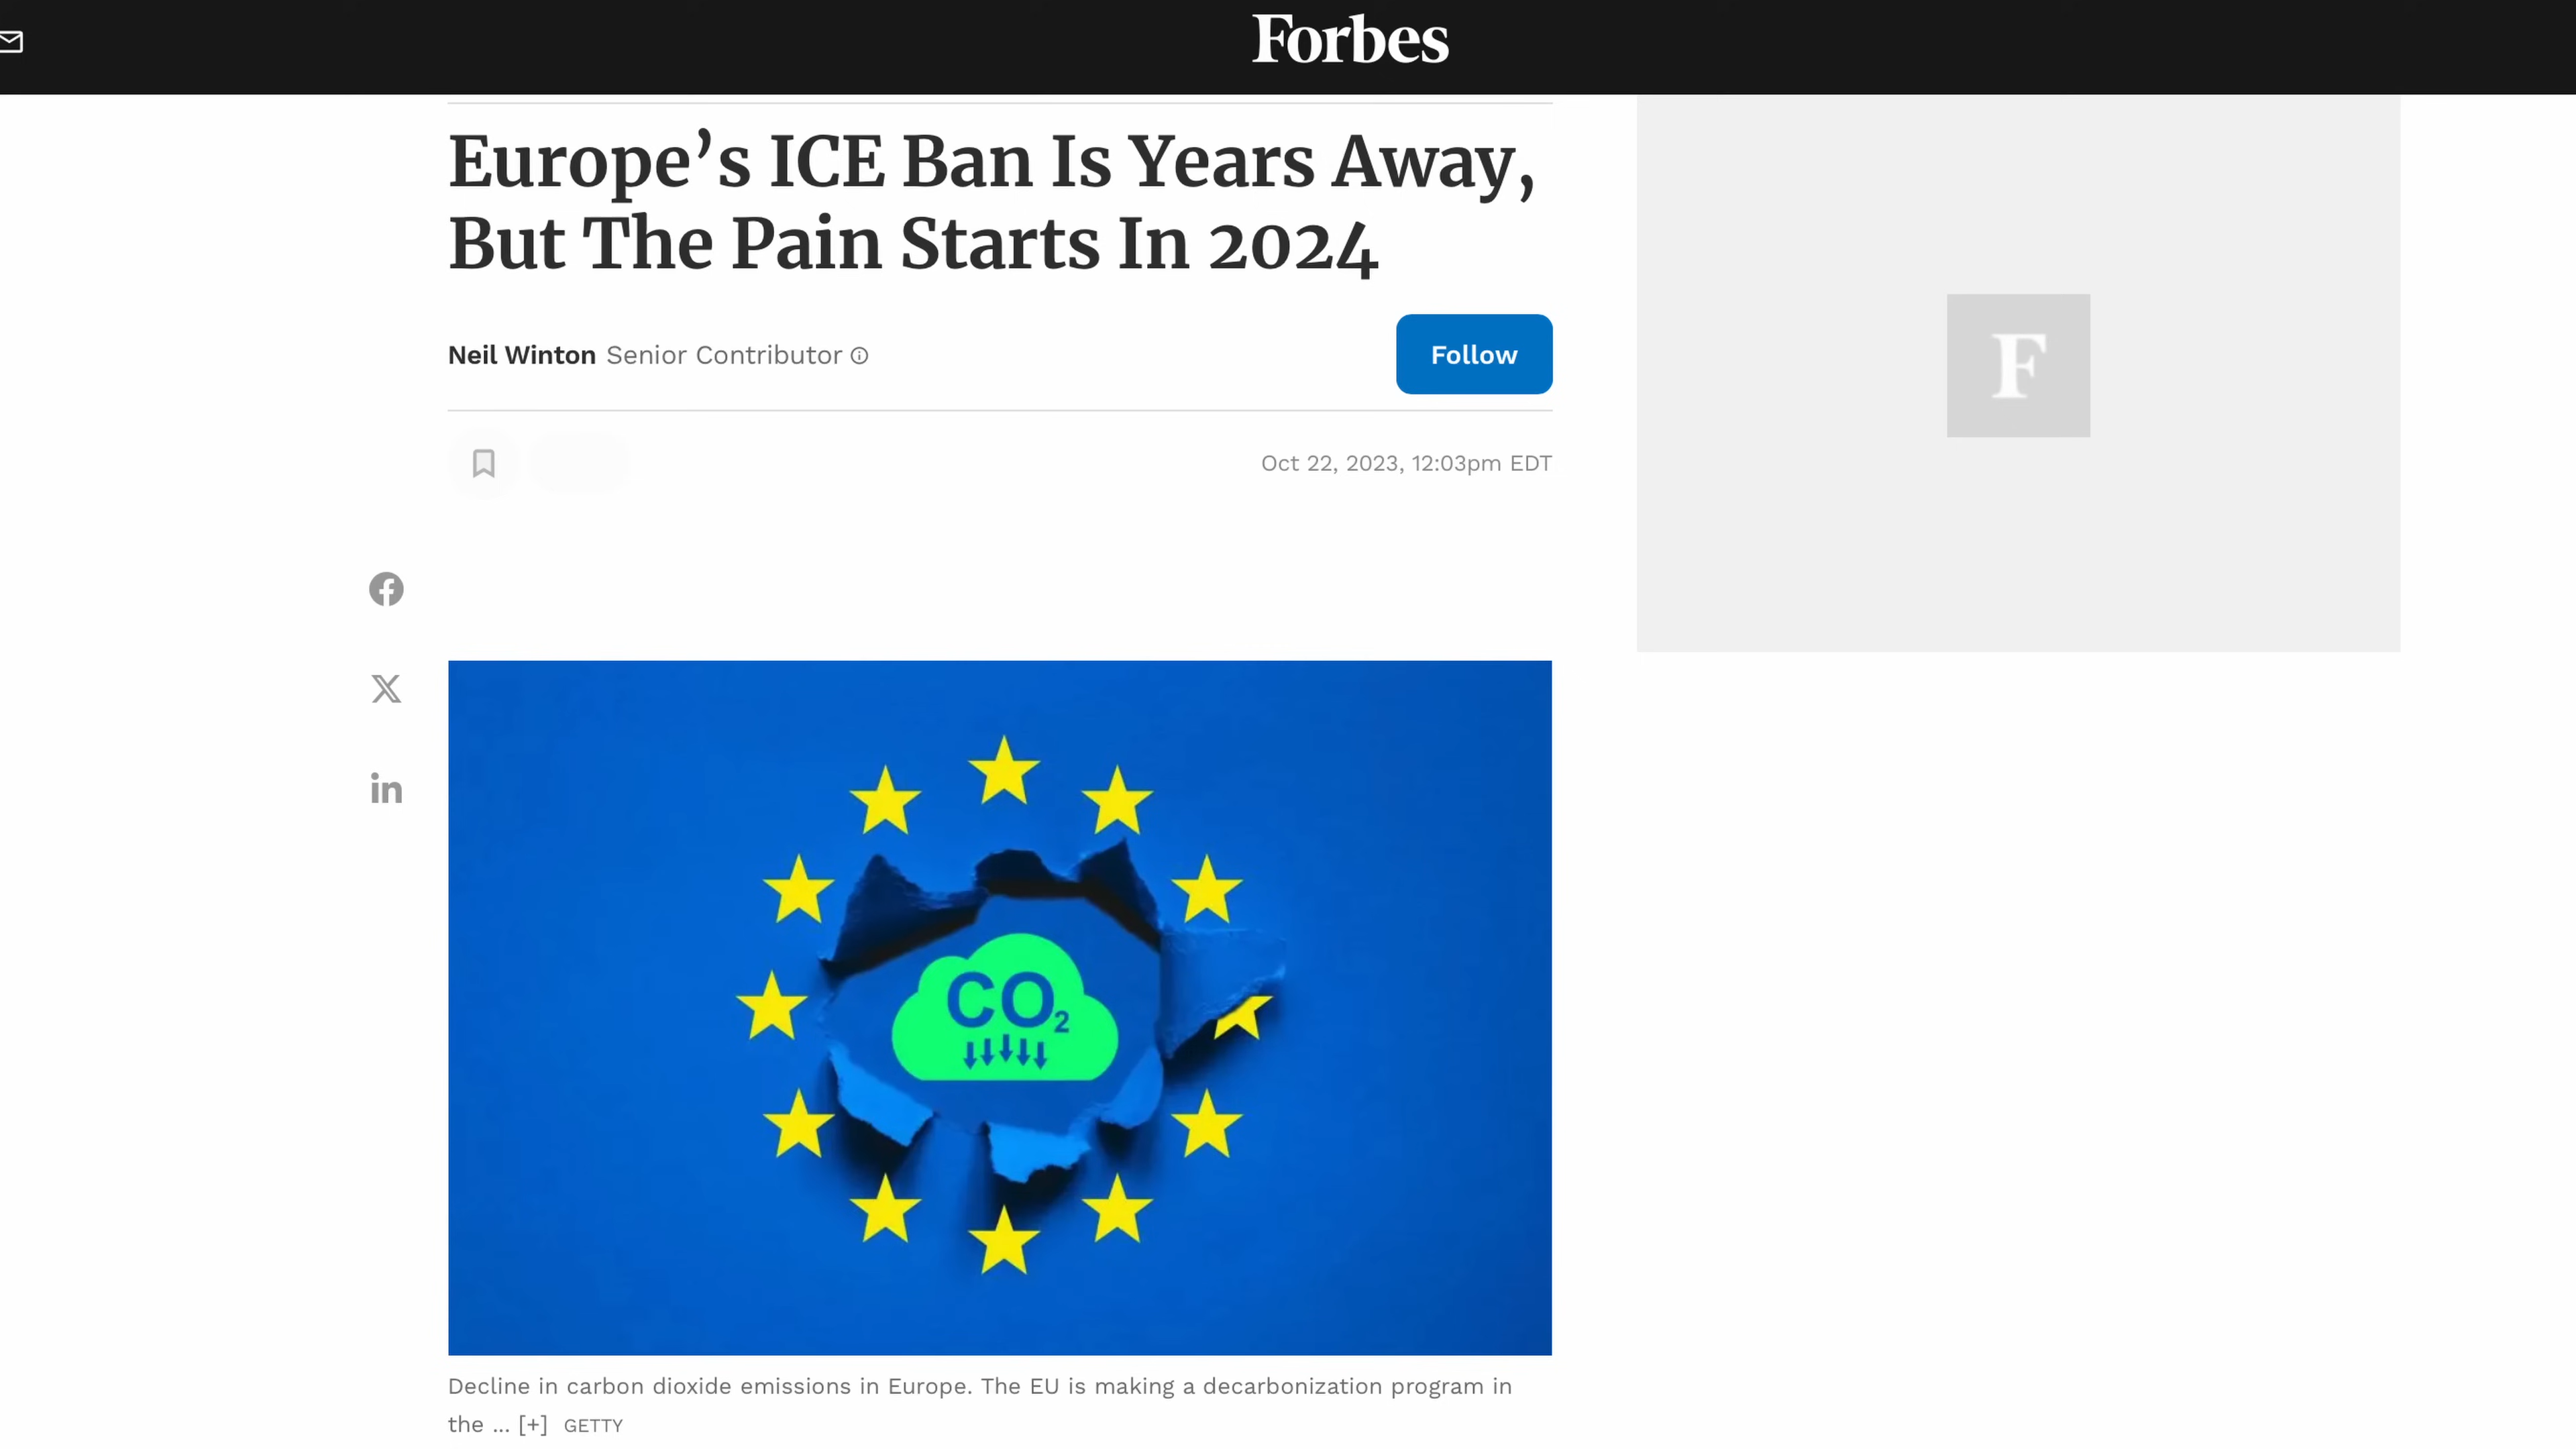 Forbes
Europe’s ICE Ban Is Years Away,
But The Pain Starts In 2024
Neil Winton Senior Contributor
Follow
Oct 22, 2023, 12:03pm EDT
F
CO₂
Decline in carbon dioxide emissions in Europe. The EU is making a decarbonization program in
the ... [+] GETTY